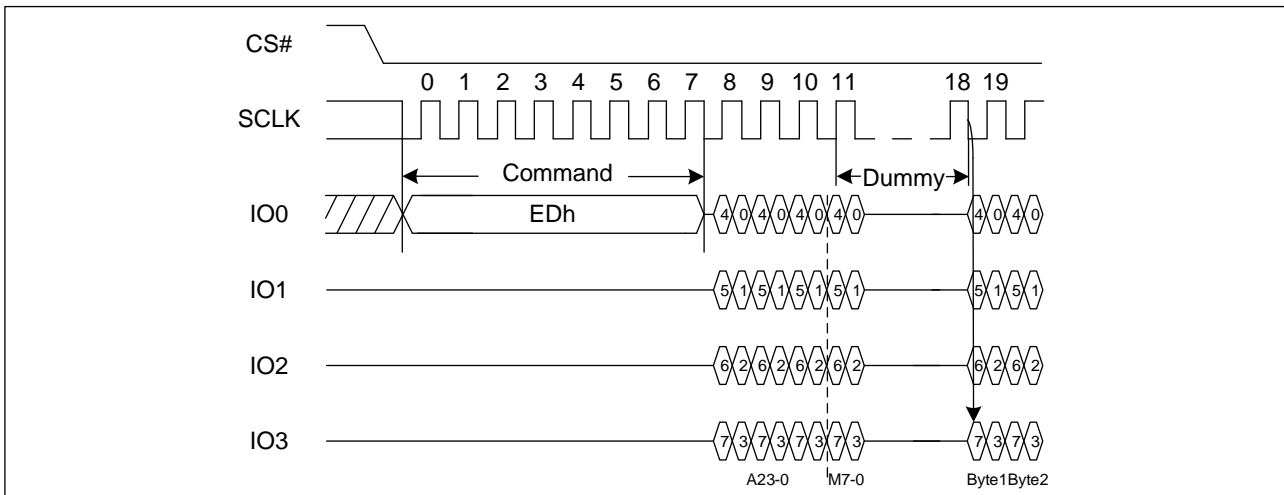 CS#
0 1 2 3 4 5 6 7 8 9 10 11 18 19
SCLK
Command
Dummy
IO0
EDh
4 0 4 0 4 0 4 0 4 0 4 0
IO1
5 1 5 1 5 1 5 1 5 1 5 1
IO2
6 2 6 2 6 2 6 2 6 2 6 2
IO3
7 3 7 3 7 3 7 3 7 3 7 3
A23-0 M7-0 Byte1Byte2